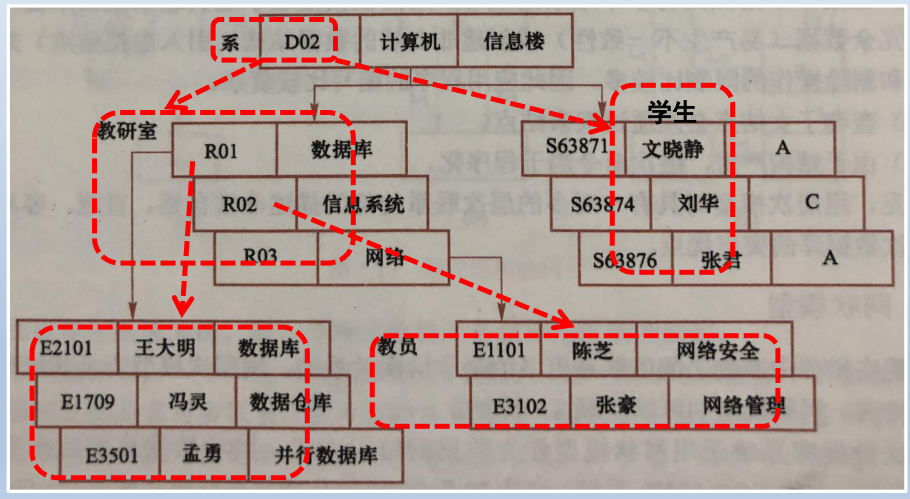 系 D02 计算机 信息楼
学生
教研室 R01 数据库 S63871 文晓静 A
R02 信息系统 S63874 刘华 C
R03 网络 S63876 张君 A
E2101 王大明 数据库 教员 E1101 陈芝 网络安全
E1709 冯灵 数据仓库 E3102 张豪 网络管理
E3501 孟勇 并行数据库